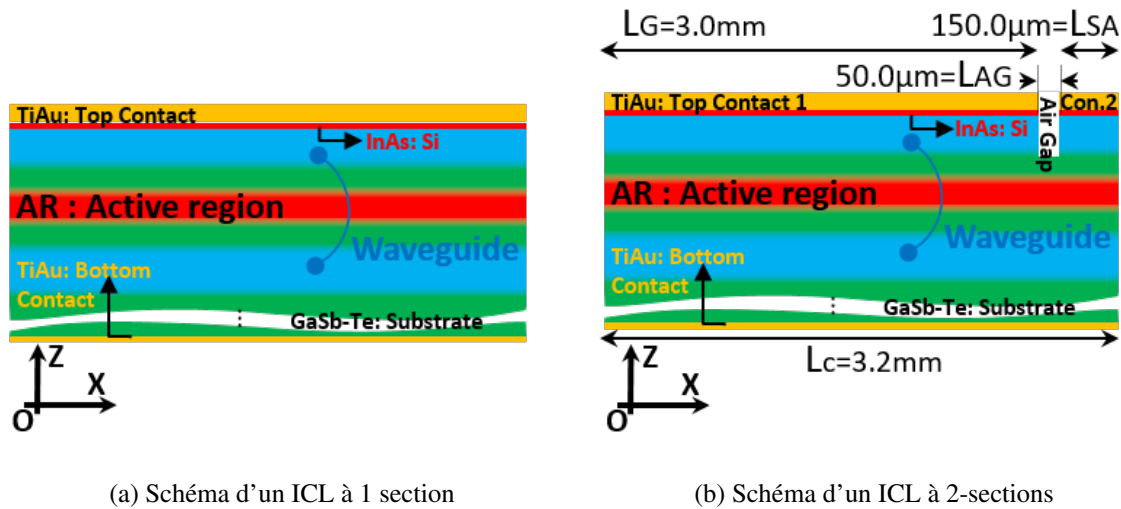 TiAu: Top Contact
InAs: Si
AR : Active region
Waveguide
TiAu: Bottom
Contact
GaSb-Te: Substrate
Z
X
O
(a) Schéma d'un ICL à 1 section
LG=3.0mm
150.0µm=LSA
50.0µm=LAG
TiAu: Top Contact 1
Air Gap
Con.2
InAs: Si
AR : Active region
Waveguide
TiAu: Bottom
Contact
GaSb-Te: Substrate
Lc=3.2mm
Z
X
O
(b) Schéma d'un ICL à 2-sections